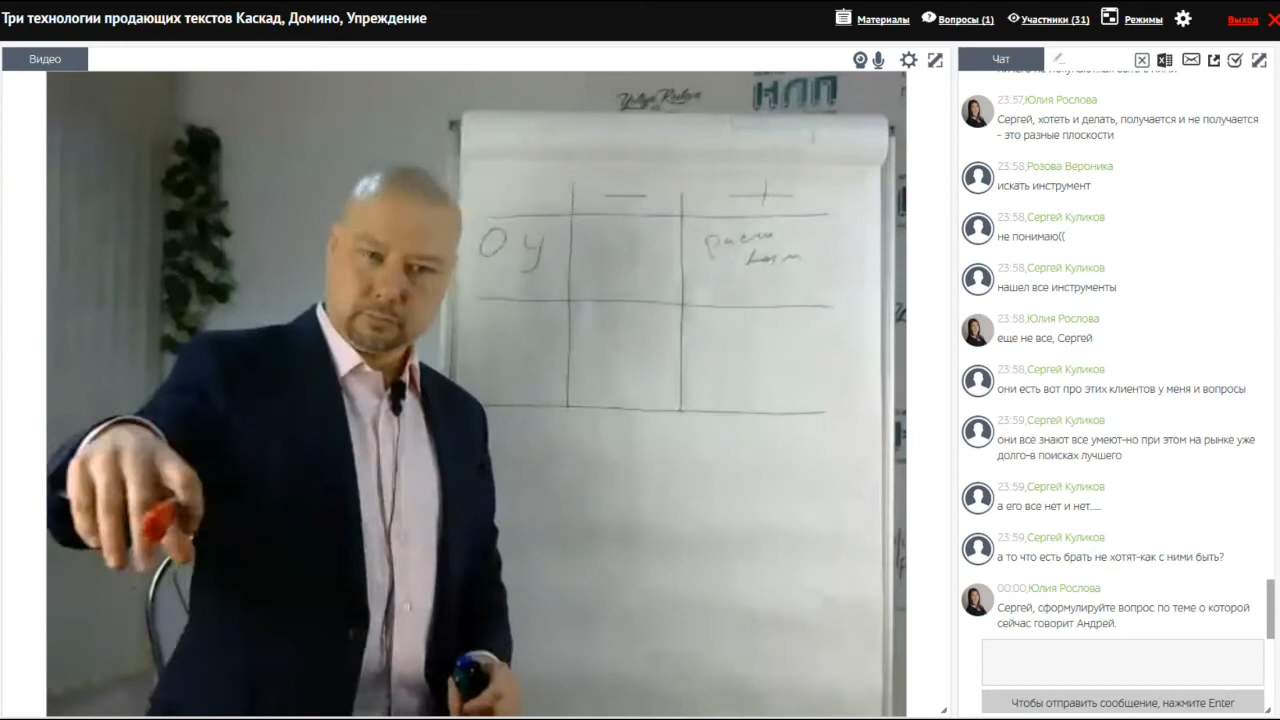 Три технологии продающих текстов Каскад, Домино, Упреждение
Материалы
Вопросы (1)
Участники (31)
Режимы
Выход
Видео
Чат
НЛП
О У
23:57,Юлия Рослова
Сергей, хотеть и делать, получается и не получается
- это разные плоскости
23:58,Розова Вероника
искать инструмент
23:58,Сергей Куликов
не понимаю((
23:58,Сергей Куликов
нашел все инструменты
23:58,Юлия Рослова
еще не все, Сергей
23:58,Сергей Куликов
они есть вот про этих клиентов у меня и вопросы
23:59,Сергей Куликов
они все знают все умеют-но при этом на рынке уже
долго-в поисках лучшего
23:59,Сергей Куликов
а его все нет и нет.....
23:59,Сергей Куликов
а то что есть брать не хотят-как с ними быть?
00:00,Юлия Рослова
Сергей, сформулируйте вопрос по теме о которой
сейчас говорит Андрей.
Чтобы отправить сообщение, нажмите Enter